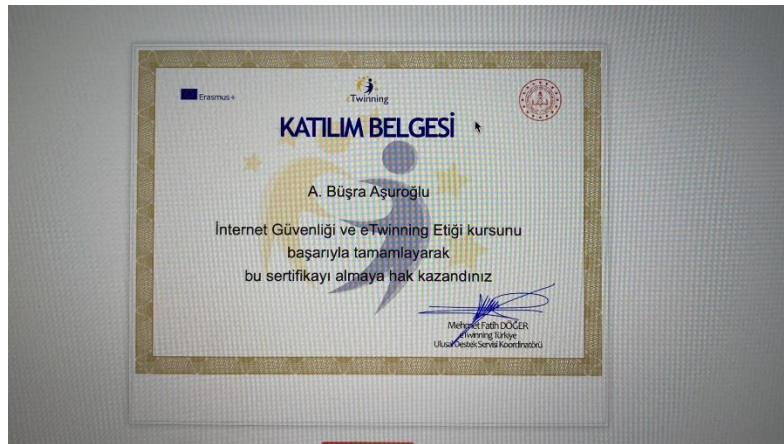 Erasmus+
eTwinning
KATILIM BELGESİ
A. Büşra Aşuroğlu
İnternet Güvenliği ve eTwinning Etiği kursunu
başarıyla tamamlayarak
bu sertifikayı almaya hak kazandınız
Mehmet Fatih DÖĞER
eTwinning Türkiye
Ulusal Destek Servisi Koordinatörü